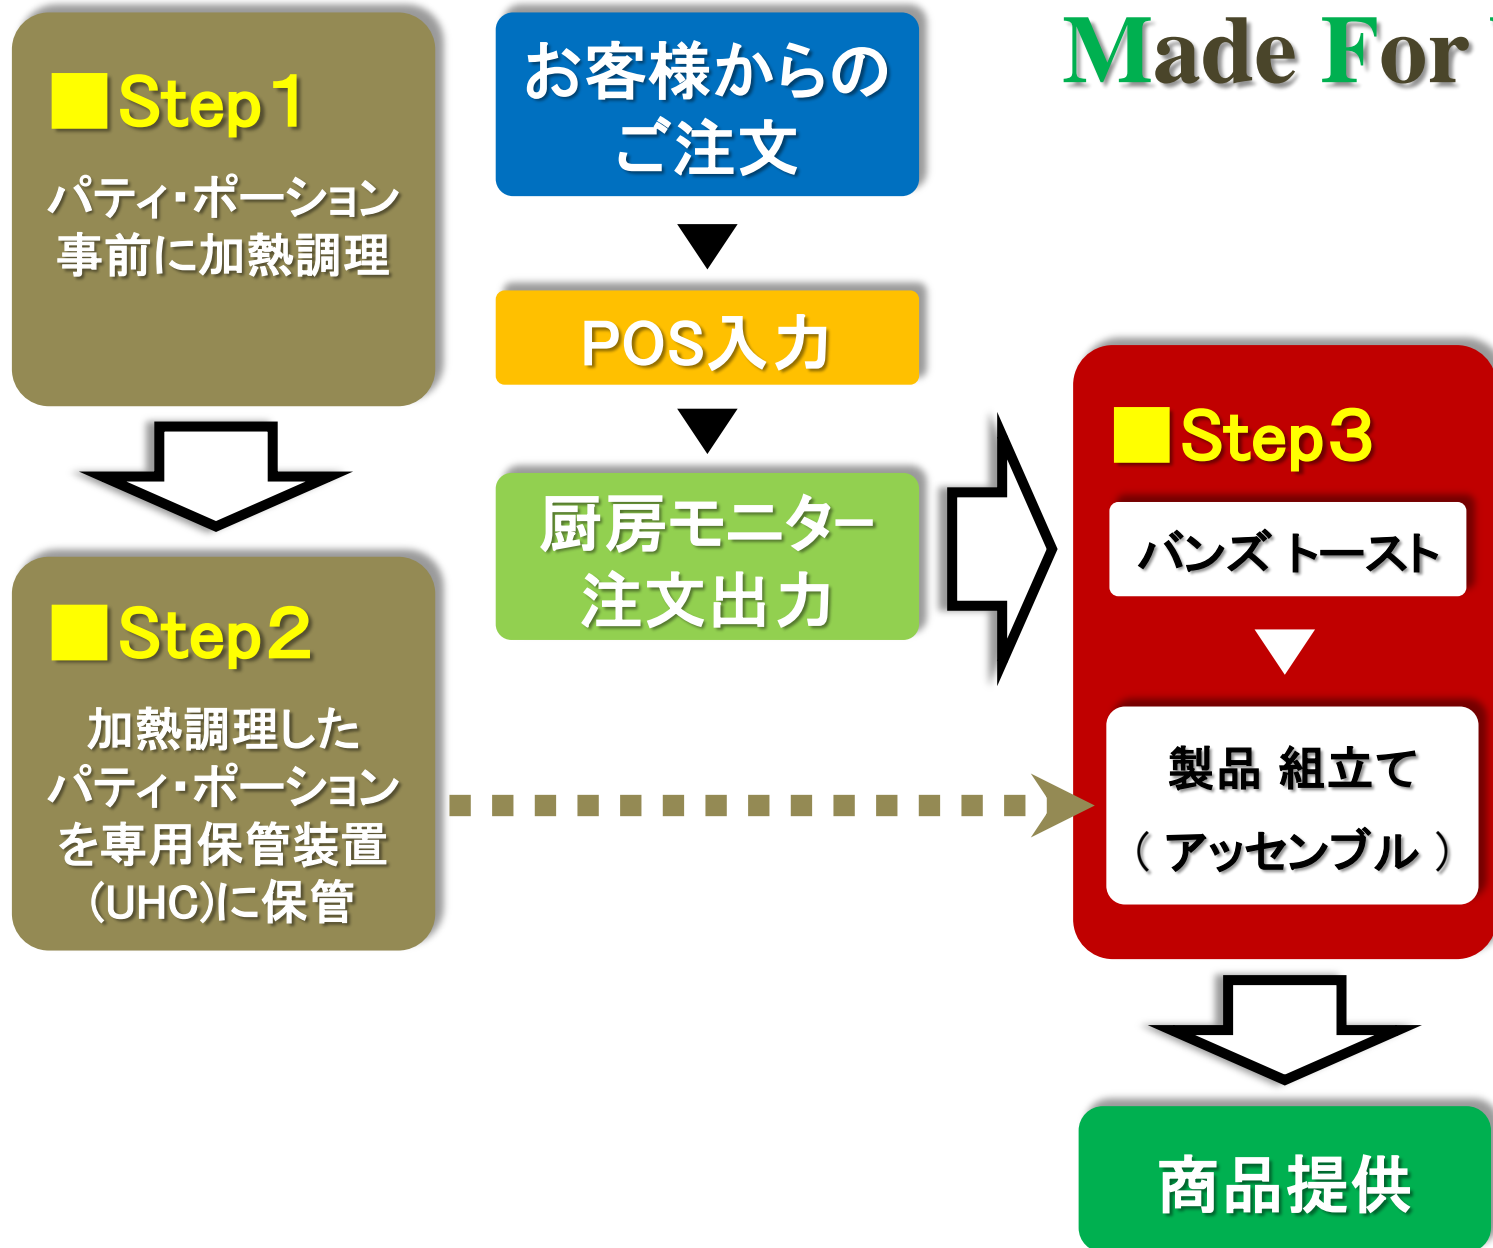 Made For
■Step１
パティ・ポーション
事前に加熱調理
■Step２
加熱調理した
パティ・ポーション
を専用保管装置
(UHC)に保管
お客様からの
ご注文
POS入力
厨房モニター
注文出力
■Step３
バンズ トースト
製品 組立て
（ アッセンブル ）
商品提供